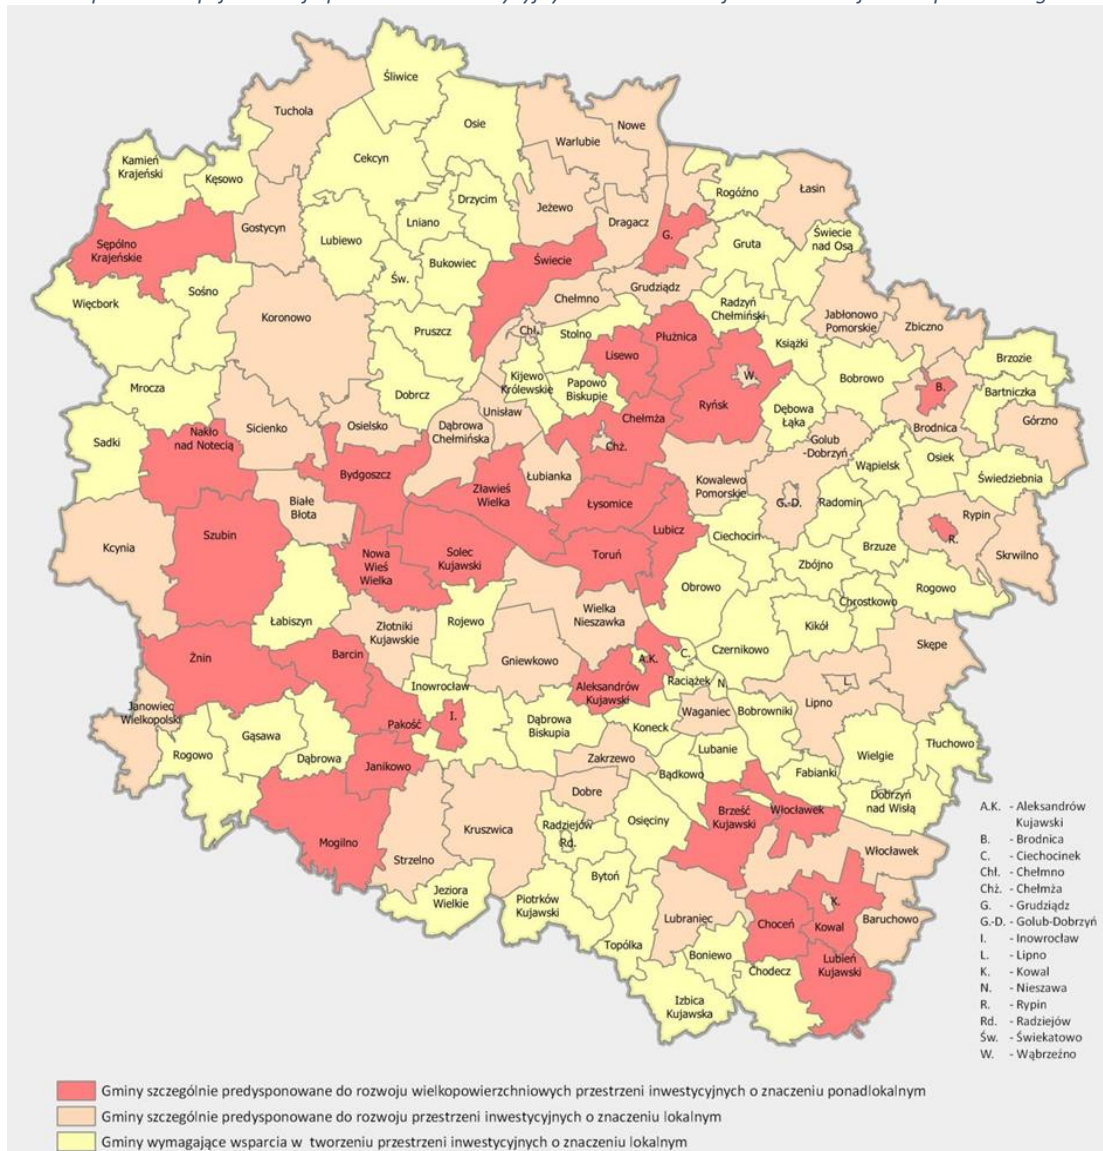 Śliwice
Tuchola
Osie
Nowe
Warlubie
Cekcyn
Kamień
Krajeński
Kęsowo
Rogóźno
Łasin
Drzycim
Jeżewo
Lniano
Dragacz
Gostycyn
G.
Gruta
Świecie
nad Osą
Sępólno
Krajeńskie
Lubiewo
Bukowiec
Świecie
Św.
Grudziądz
Sośno
Więcbork
Chełmno
Radzyń
Chełmiński
Jabłonowo
Pomorskie
Koronowo
Zbiczno
Pruszcz
Chł.
Stolno
Płużnica
Książki
Lisewo
Brzozie
Mrocza
Kijewo
Królewskie
Papowo
Biskupie
W.
Bobrowo
B.
Bartniczka
Dobrcz
Ryńsk
Unisław
Chełmża
Dębowa
Łąka
Górzno
Sadki
Nakło
nad Notecią
Sicienko
Osielsko
Dąbrowa
Chełmińska
Golub
-Dobrzyń
Brodnica
Chż.
Osiek
Wąpielsk
Bydgoszcz
Łubianka
Kowalewo
Pomorskie
Świedziebnia
Zławieś
Wielka
Białe
Błota
G.-D.
Radomin
Łysomice
Rypin
Lubicz
Szubin
Ciechocin
R.
Kcynia
Nowa
Wieś
Wielka
Solec
Kujawski
Toruń
Brzuze
Skrwilno
Zbójno
Obrowo
Rogowo
Wielka
Nieszawka
Chrostkowo
Łabiszyn
Złotniki
Kujawskie
Rojewo
Kikół
Skępe
Czernikowo
Żnin
Barcin
Gniewkowo
A.K.
C.
Inowrocław
Aleksandrów
Kujawski
Raciążek
N.
L.
Janowiec
Wielkopolski
Pakość
I.
Waganiec
Bobrowniki
Lipno
Dąbrowa
Biskupia
Koneck
Gąsawa
Rogowo
Dąbrowa
Zakrzewo
Lubanie
Wielgie
Tłuchowo
Janikowo
Bądkowo
Fabianki
Dobre
Dobrzyń
nad Wisłą
Brześć
Kujawski
Włocławek
Kruszwica
Radziejów
Osięciny
Mogilno
Rd.
Włocławek
Strzelno
Bytoń
Jeziora
Wielkie
Piotrków
Kujawski
K.
Lubraniec
Choceń
Kowal
Baruchowo
Topólka
Boniewo
Lubień
Kujawski
Chodecz
Izbica
Kujawska
A.K. - Aleksandrów
Kujawski
B. - Brodnica
C. - Ciechocinek
Chł. - Chełmno
Chż. - Chełmża
G. - Grudziądz
G.-D. - Golub-Dobrzyń
I. - Inowrocław
L. - Lipno
K. - Kowal
N. - Nieszawa
R. - Rypin
Rd. - Radziejów
Św. - Świekatowo
W. - Wąbrzeźno
Gminy szczególnie predysponowane do rozwoju wielkopowierzchniowych przestrzeni inwestycyjnych o znaczeniu ponadlokalnym
Gminy szczególnie predysponowane do rozwoju przestrzeni inwestycyjnych o znaczeniu lokalnym
Gminy wymagające wsparcia w tworzeniu przestrzeni inwestycyjnych o znaczeniu lokalnym